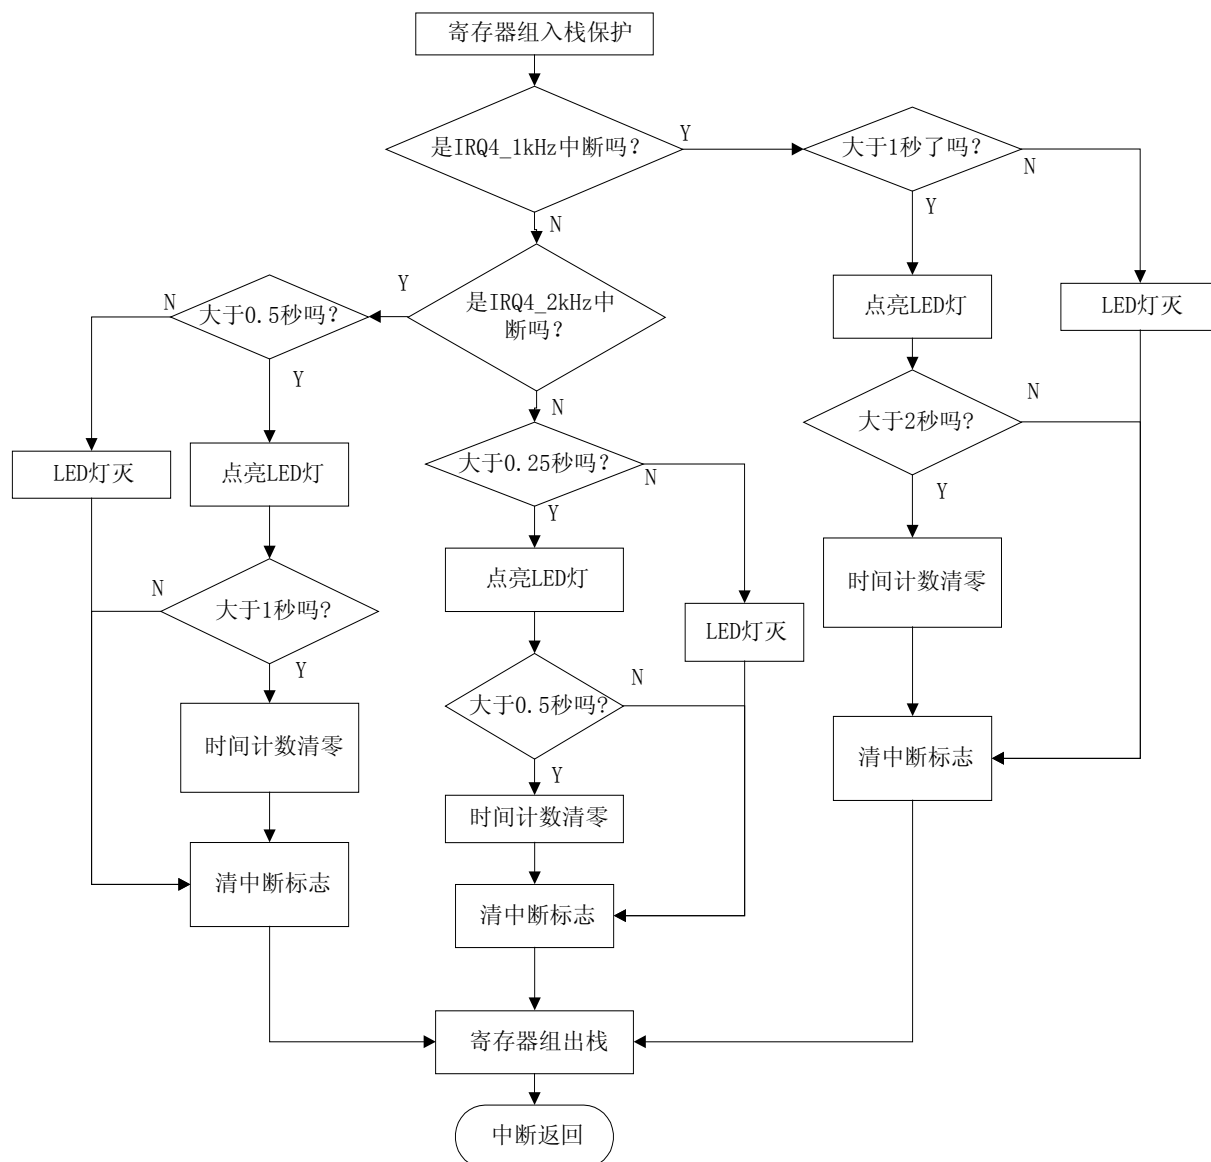 寄存器组入栈保护
是IRQ4_1kHz中断吗？
Y
大于1秒了吗？
N
Y
N
是IRQ4_2kHz中
断吗？
Y
大于0.5秒吗？
N
Y
点亮LED灯
LED灯灭
大于2秒吗?
N
Y
N
大于0.25秒吗？
N
Y
LED灯灭
点亮LED灯
点亮LED灯
LED灯灭
时间计数清零
大于1秒吗?
N
Y
大于0.5秒吗?
N
Y
时间计数清零
清中断标志
时间计数清零
清中断标志
清中断标志
寄存器组出栈
中断返回